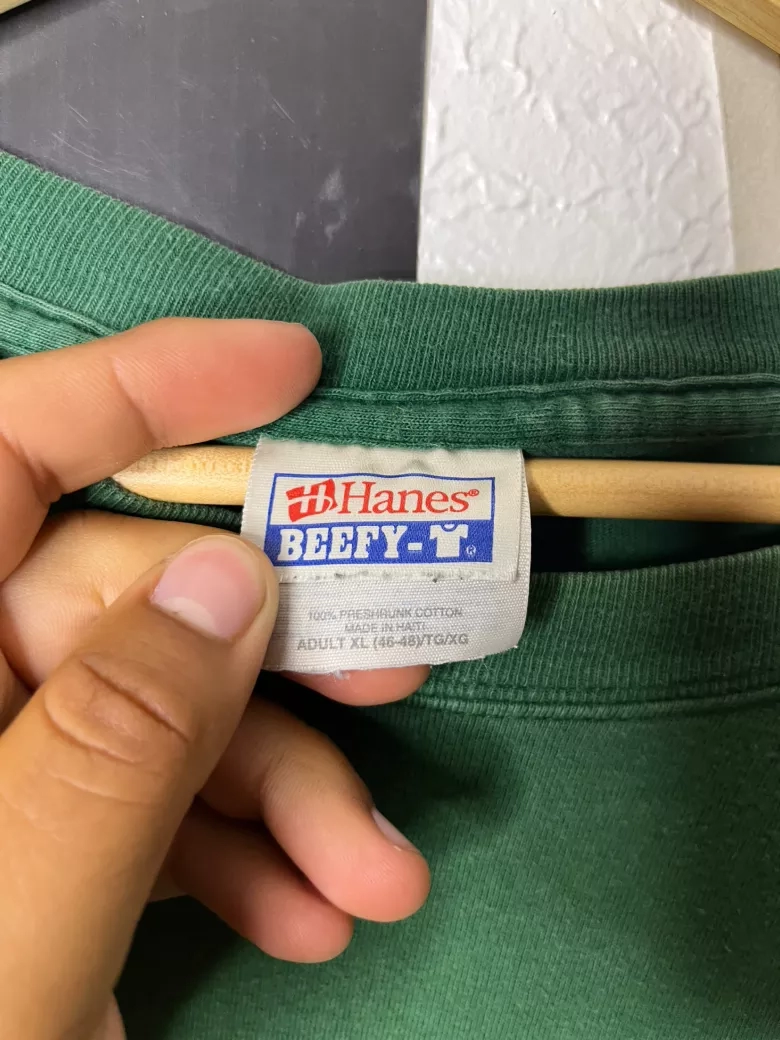 Hanes®
BEEFY-T®
100% PRESHRUNK COTTON
MADE IN HAITI
ADULT XL (46-48)/TG/XG